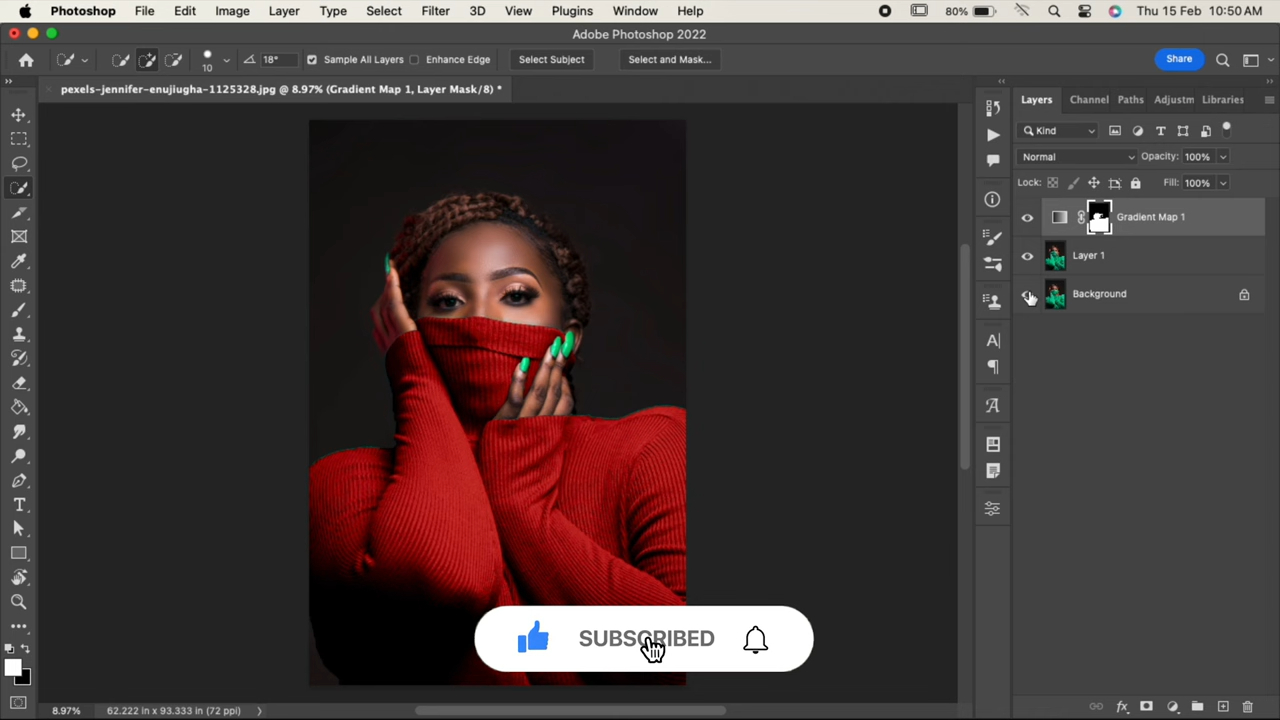 Photoshop File Edit Image Layer Type Select Filter 3D View Plugins Window Help 80% Thu 15 Feb 10:50 AM
Adobe Photoshop 2022
10 18° Sample All Layers Enhance Edge Select Subject Select and Mask... Share
pexels-jennifer-enujiugha-1125328.jpg @ 8.97% (Gradient Map 1, Layer Mask/8) *
Layers Channel Paths Adjustm Libraries
Kind
Normal Opacity: 100%
Lock: Fill: 100%
Gradient Map 1
Layer 1
Background
SUBSCRIBED
8.97% 62.222 in x 93.333 in (72 ppi)